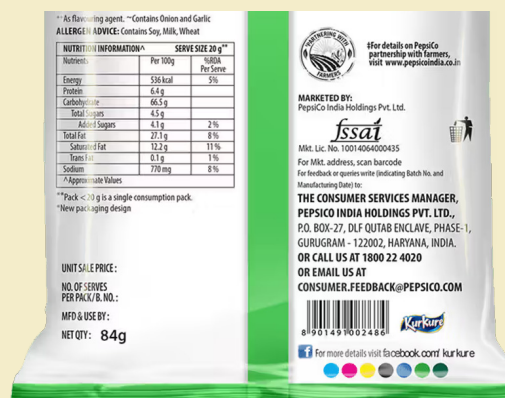 **As flavouring agent. ~Contains Onion and Garlic
ALLERGEN ADVICE: Contains Soy, Milk, Wheat
NUTRITION INFORMATION^ SERVE SIZE 20 g**
Nutrients Per 100g %RDA Per Serve
Energy 536 kcal 5%
Protein 6.4 g
Carbohydrate 66.5 g
Total Sugars 4.5 g
Added Sugars 4.1 g 2%
Total Fat 27.1 g 8%
Saturated Fat 12.2 g 11%
Trans Fat 0.1 g 1%
Sodium 770 mg 8%
^Approximate Values
**Pack <20 g is a single consumption pack.
*New packaging design
UNIT SALE PRICE :
NO. OF SERVES
PER PACK/B. NO. :
MFD & USE BY :
NET QTY : 84g
PARTNERING WITH
FARMERS
‡For details on PepsiCo
partnership with farmers,
visit www.pepsicoindia.co.in
MARKETED BY:
PepsiCo India Holdings Pvt. Ltd.
fssai
Mkt. Lic. No. 10014064000435
For Mkt. address, scan barcode
For feedback or queries write (indicating Batch No. and
Manufacturing Date) to:
THE CONSUMER SERVICES MANAGER,
PEPSICO INDIA HOLDINGS PVT. LTD.,
P.O. BOX-27, DLF QUTAB ENCLAVE, PHASE-1,
GURUGRAM - 122002, HARYANA, INDIA.
OR CALL US AT 1800 22 4020
OR EMAIL US AT
CONSUMER.FEEDBACK@PEPSICO.COM
8 901491 002486
Kurkure
f For more details visit facebook.com/ kurkure